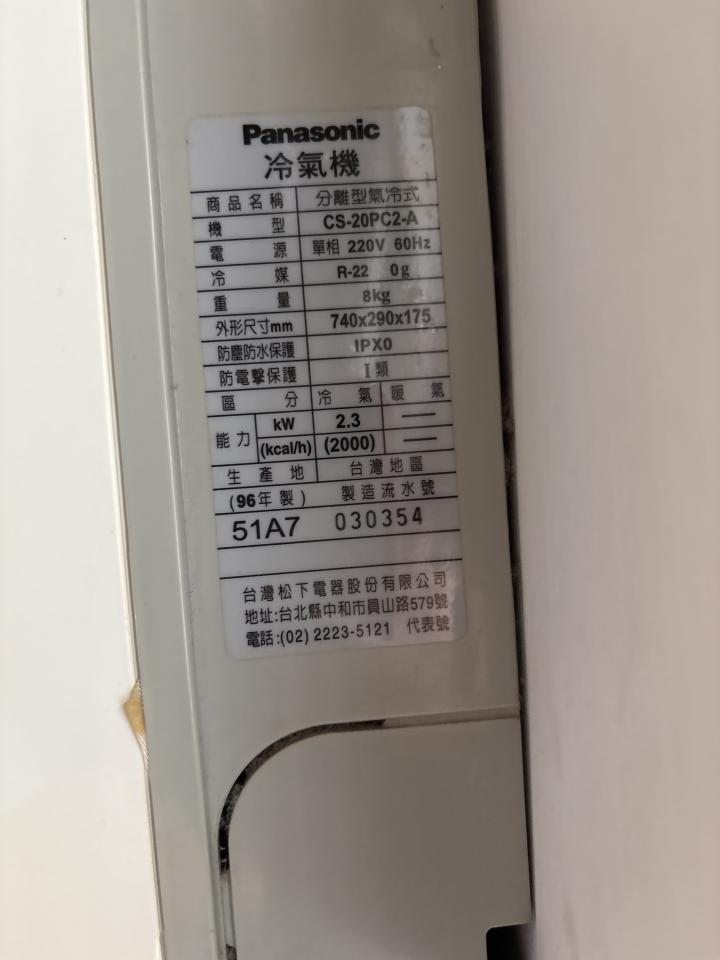 Panasonic
冷氣機
商品名稱 分離型氣冷式
機型 CS-20PC2-A
電源 單相 220V 60Hz
冷媒 R-22 0g
重量 8kg
外形尺寸mm 740x290x175
防塵防水保護 IPX0
防電擊保護 I類
區分 冷氣 暖氣
能力 kW 2.3 —
(kcal/h) (2000) —
生產地 台灣地區
(96年製) 製造流水號
51A7 030354
台灣松下電器股份有限公司
地址:台北縣中和市員山路579號
電話:(02) 2223-5121 代表號